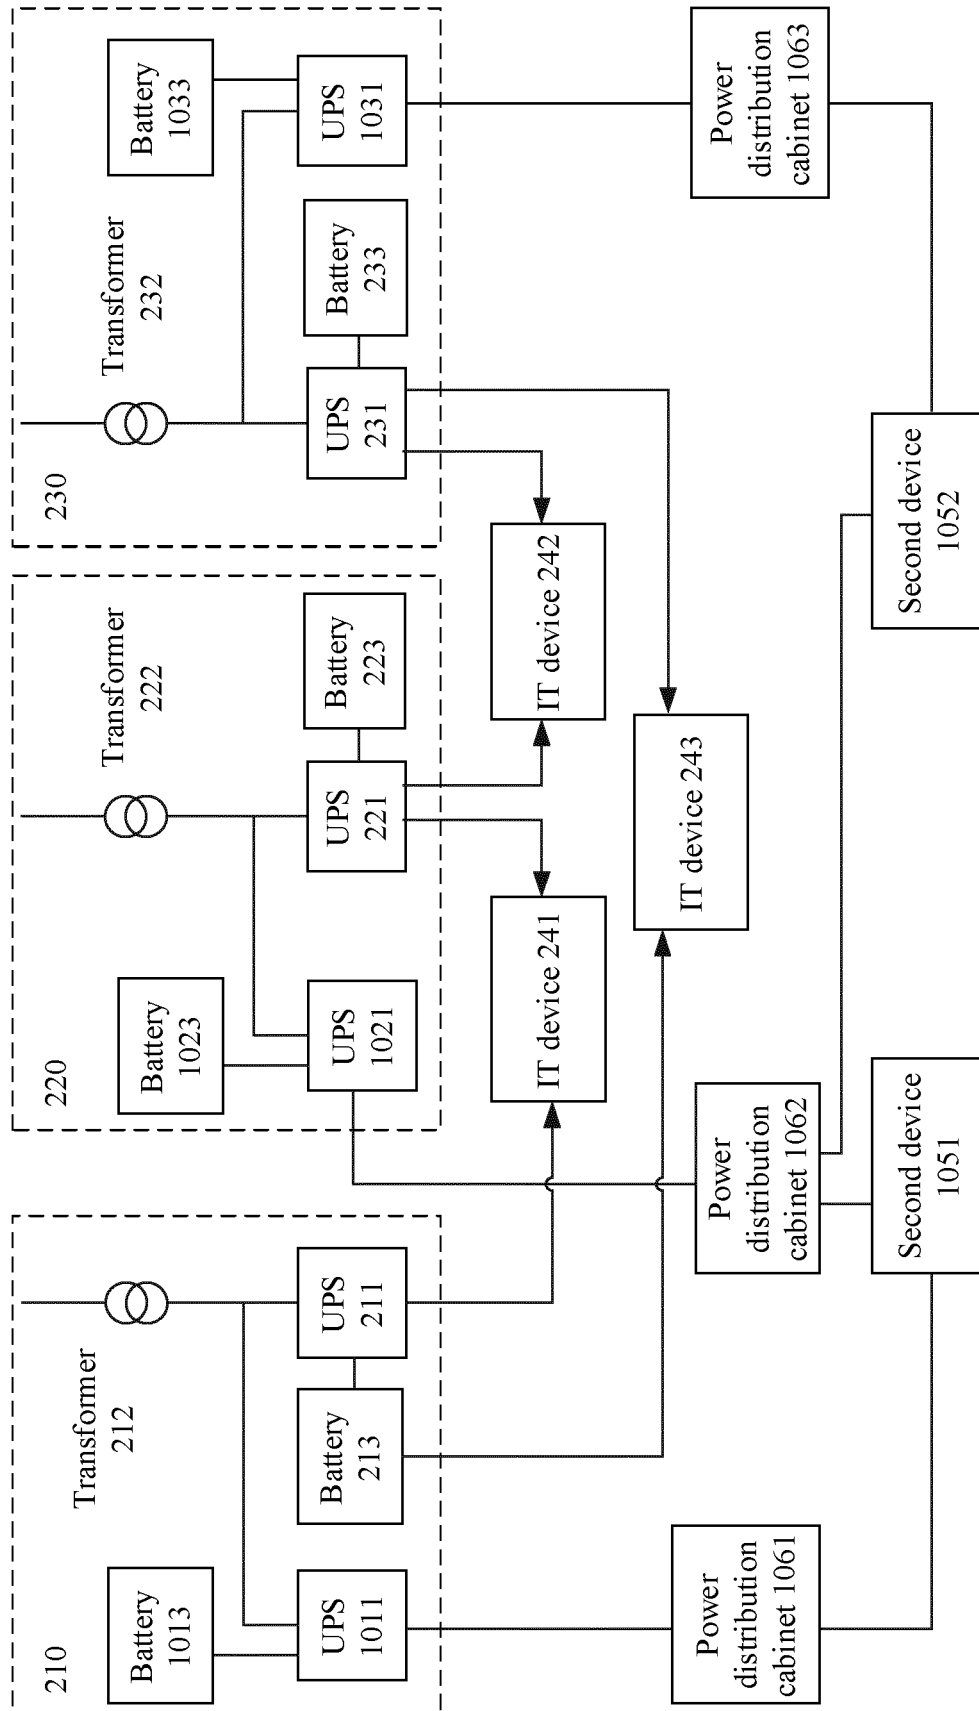 210
Transformer
212
Battery
1013
UPS
1011
Battery
213
UPS
211
220
Transformer
222
Battery
1023
UPS
1021
UPS
221
Battery
223
230
Transformer
232
Battery
1033
UPS
231
Battery
233
UPS
1031
IT device 241
IT device 242
IT device 243
Power
distribution
cabinet 1061
Power
distribution
cabinet 1062
Power
distribution
cabinet 1063
Second device
1051
Second device
1052